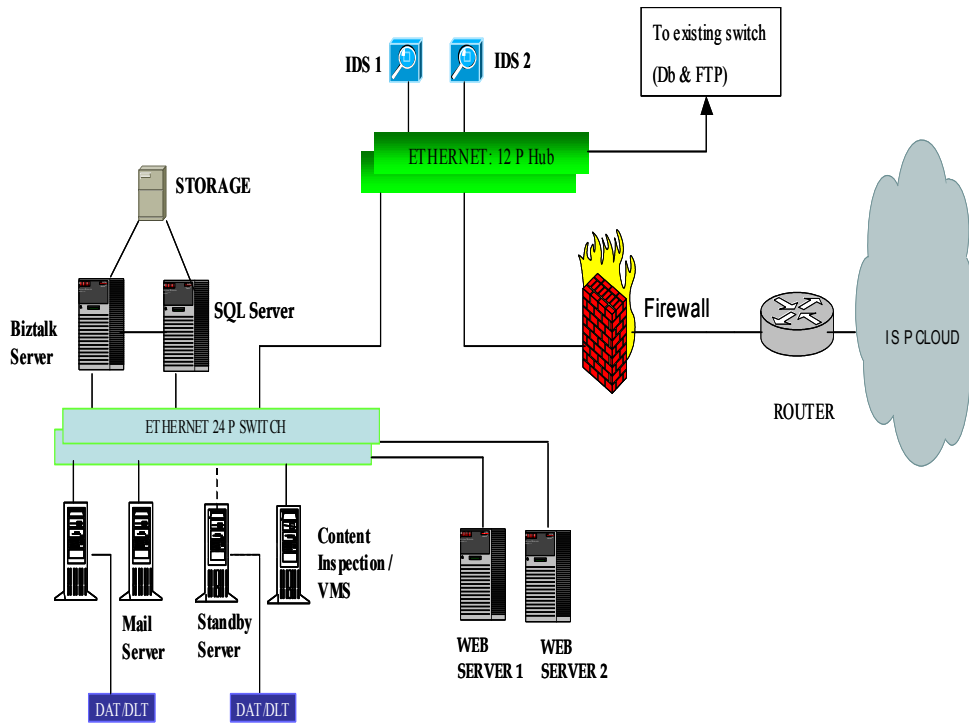 To existing switch
(Db & FTP)
IDS 1
IDS 2
ETHERNET: 12 P Hub
STORAGE
SQL Server
Biztalk
Server
Firewall
ISP CLOUD
ROUTER
ETHERNET 24 P SWITCH
Content
Inspection /
VMS
Mail
Server
Standby
Server
WEB
SERVER 1
WEB
SERVER 2
DAT/DLT
DAT/DLT